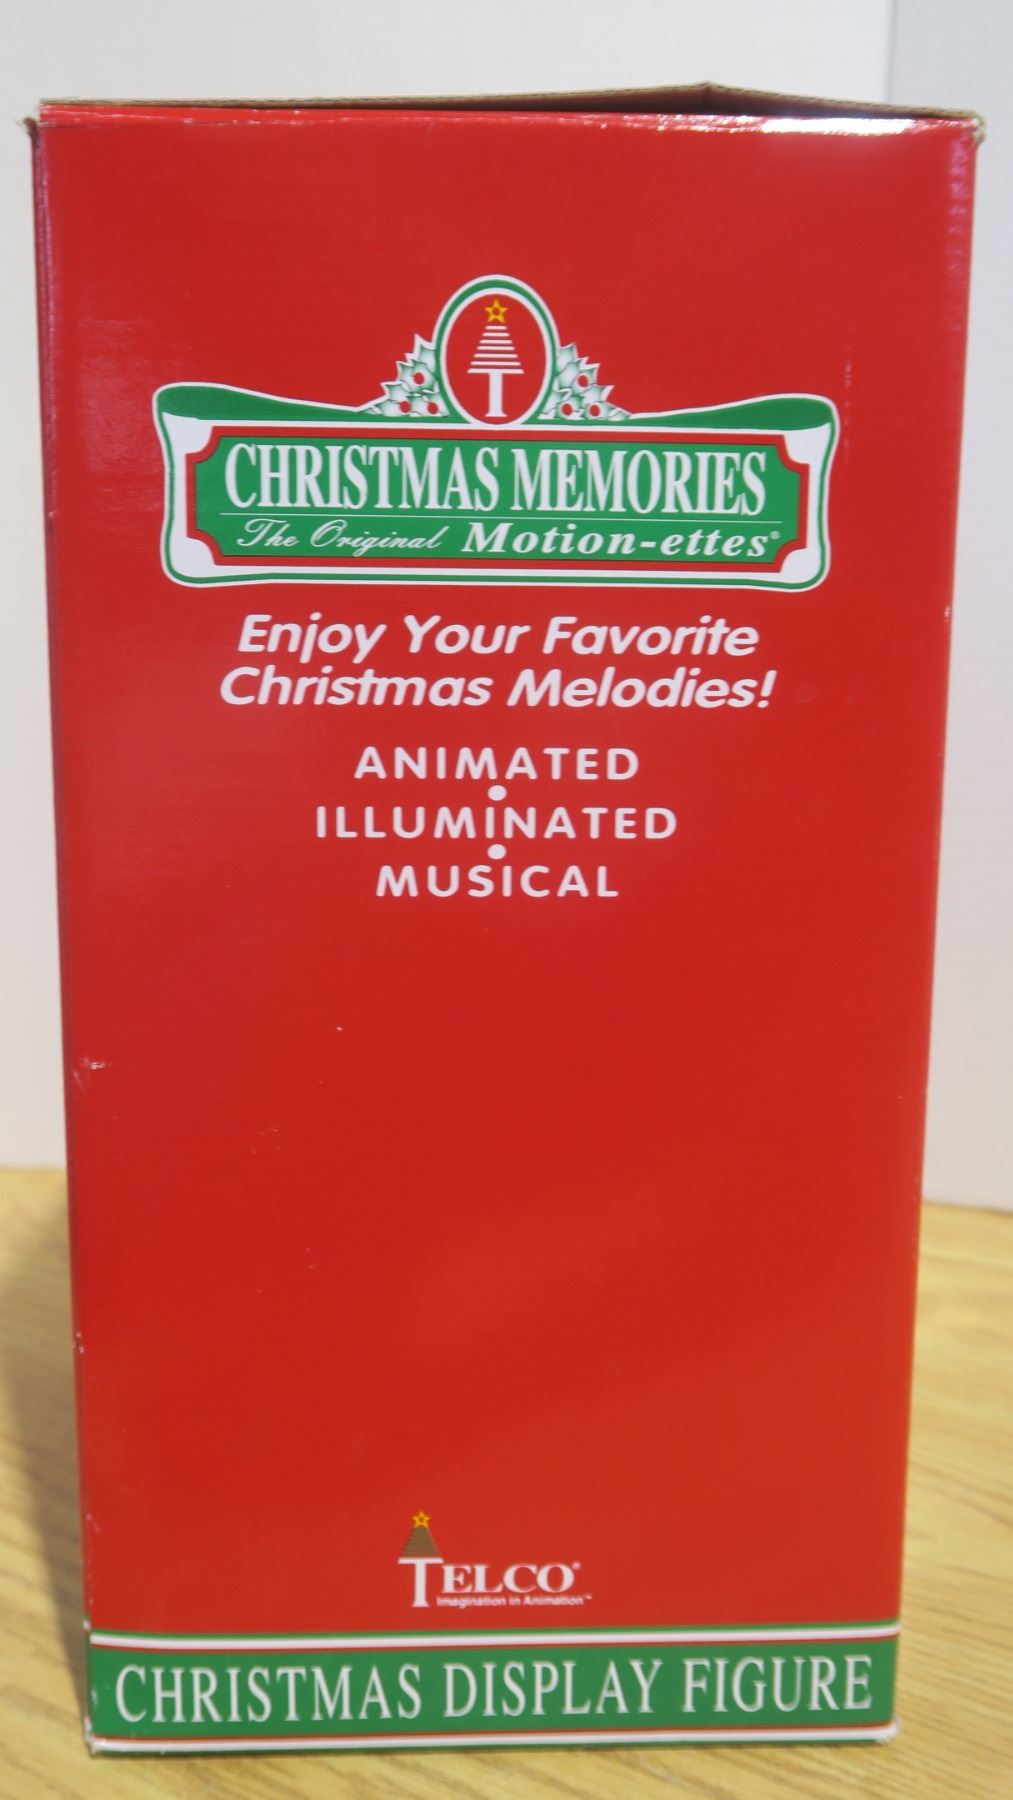 CHRISTMAS MEMORIES
The Original Motion-ettes®
Enjoy Your Favorite
Christmas Melodies!
ANIMATED
•
ILLUMINATED
•
MUSICAL
TELCO®
Imagination in Animation™
CHRISTMAS DISPLAY FIGURE